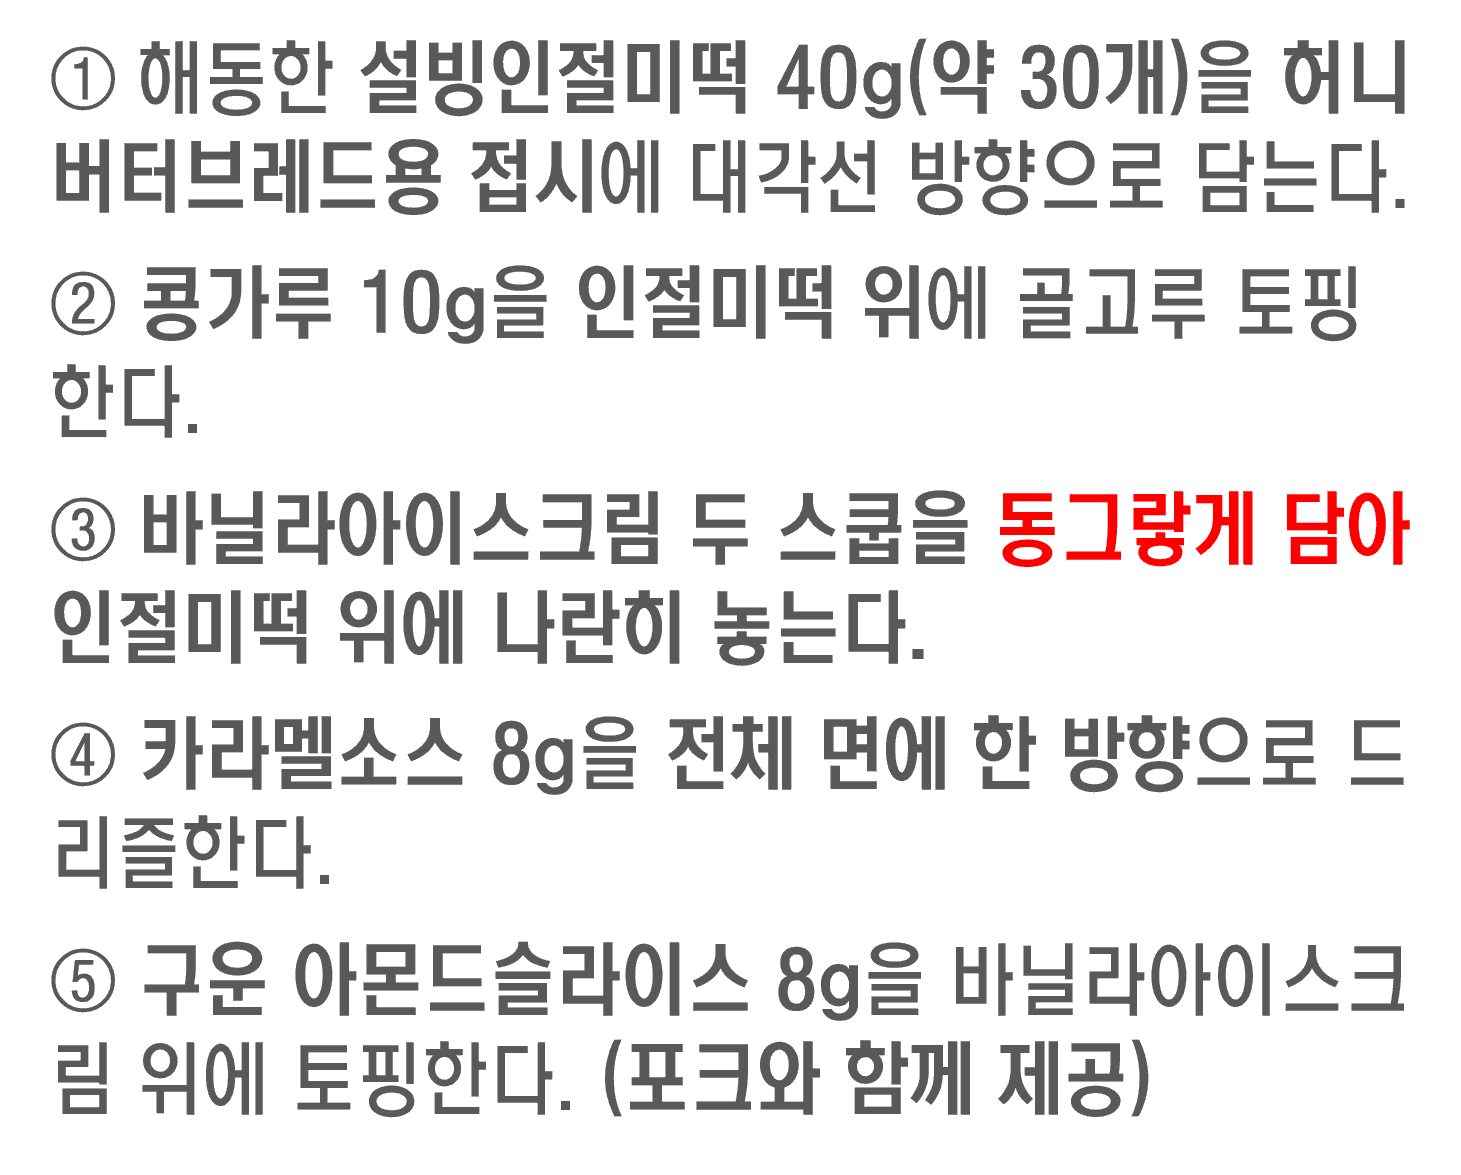 ① 해동한 설빙인절미떡 40g(약 30개)을 허니
버터브레드용 접시에 대각선 방향으로 담는다.
② 콩가루 10g을 인절미떡 위에 골고루 토핑
한다.
③ 바닐라아이스크림 두 스쿱을 동그랗게 담아
인절미떡 위에 나란히 놓는다.
④ 카라멜소스 8g을 전체 면에 한 방향으로 드
리즐한다.
⑤ 구운 아몬드슬라이스 8g을 바닐라아이스크
림 위에 토핑한다. (포크와 함께 제공)